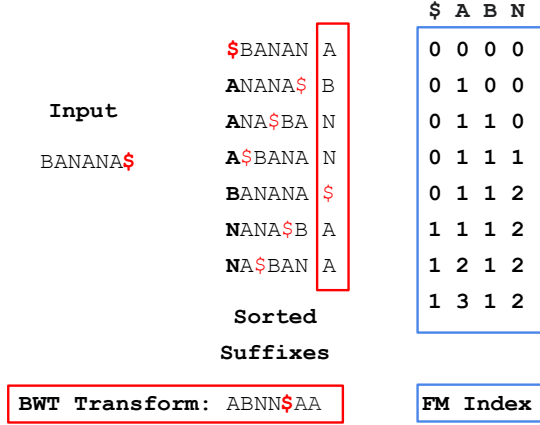 $ A B N
$BANAN A
0 0 0 0
ANANA$ B
0 1 0 0
Input
ANA$BA N
0 1 1 0
BANANA$
A$BANA N
0 1 1 1
BANANA $
0 1 1 2
NANA$B A
1 1 1 2
NA$BAN A
1 2 1 2
1 3 1 2
Sorted
Suffixes
BWT Transform: ABNN$AA
FM Index